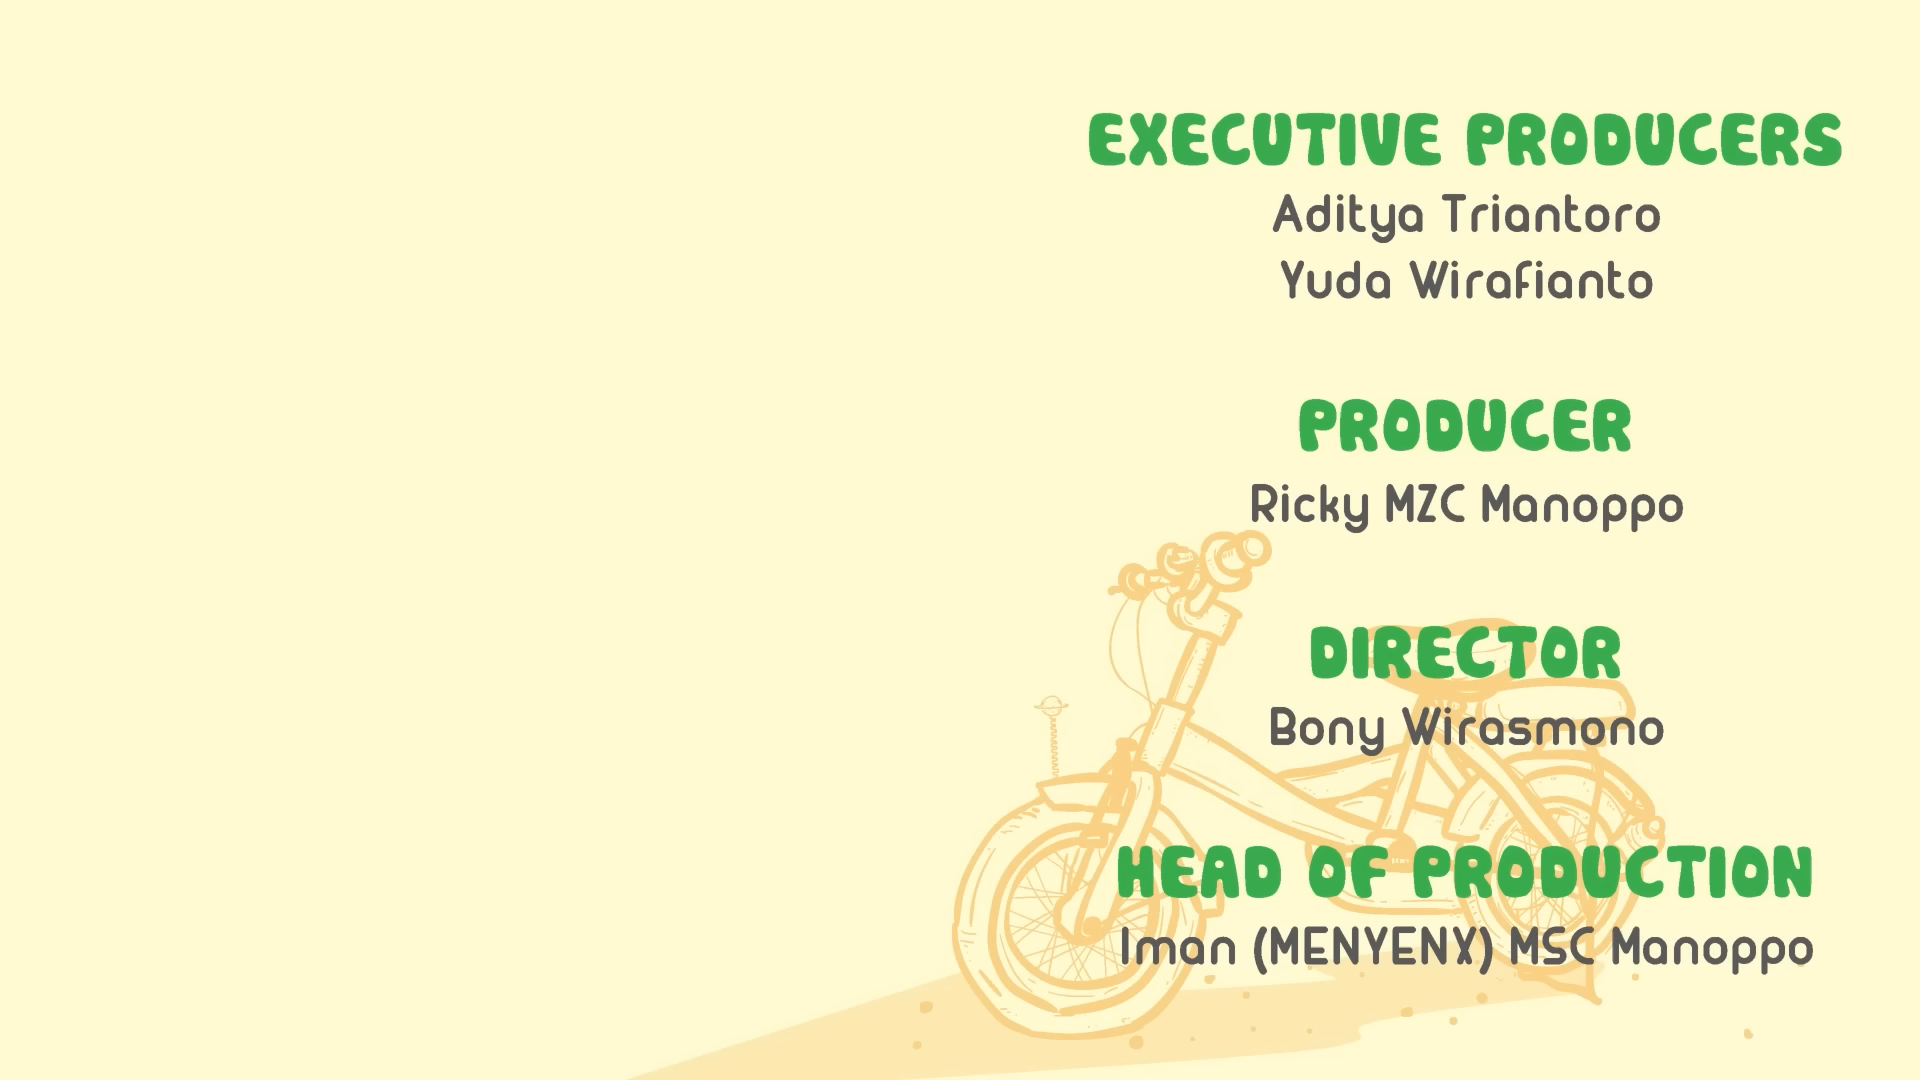 EXECUTIVE PRODUCERS
Aditya Triantoro
Yuda Wirafianto
PRODUCER
Ricky MZC Manoppo
DIRECTOR
Bony Wirasmono
HEAD OF PRODUCTION
Iman (MENYENX) MSC Manoppo